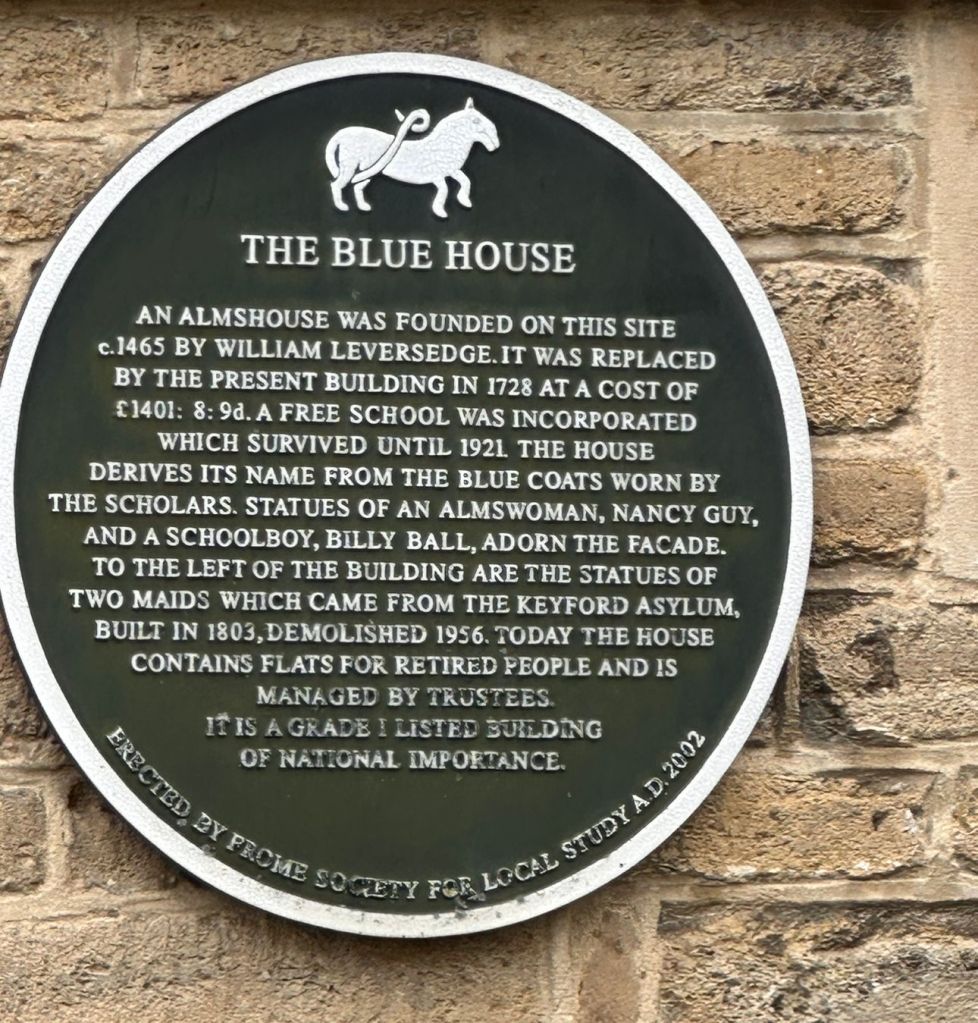 THE BLUE HOUSE
AN ALMSHOUSE WAS FOUNDED ON THIS SITE
c.1465 BY WILLIAM LEVERSEDGE. IT WAS REPLACED
BY THE PRESENT BUILDING IN 1728 AT A COST OF
£1401: 8: 9d. A FREE SCHOOL WAS INCORPORATED
WHICH SURVIVED UNTIL 1921. THE HOUSE
DERIVES ITS NAME FROM THE BLUE COATS WORN BY
THE SCHOLARS. STATUES OF AN ALMSWOMAN, NANCY GUY,
AND A SCHOOLBOY, BILLY BALL, ADORN THE FACADE.
TO THE LEFT OF THE BUILDING ARE THE STATUES OF
TWO MAIDS WHICH CAME FROM THE KEYFORD ASYLUM,
BUILT IN 1803, DEMOLISHED 1956. TODAY THE HOUSE
CONTAINS FLATS FOR RETIRED PEOPLE AND IS
MANAGED BY TRUSTEES.
IT IS A GRADE I LISTED BUILDING
OF NATIONAL IMPORTANCE.
ERECTED BY FROME SOCIETY FOR LOCAL STUDY A.D. 2002